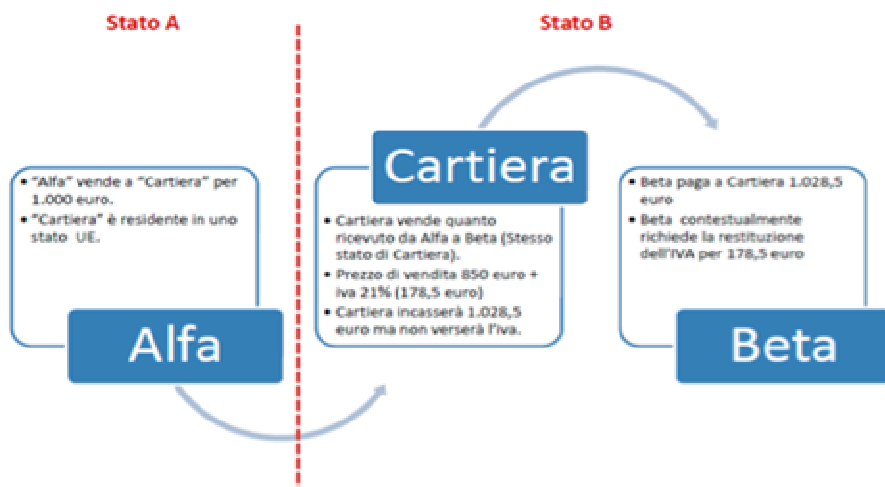 Stato A
Stato B
• "Alfa" vende a "Cartiera" per
1.000 euro.
• "Cartiera" è residente in uno
stato UE.
Alfa
Cartiera
• Cartiera vende quanto
ricevuto da Alfa a Beta (Stesso
stato di Cartiera).
• Prezzo di vendita 850 euro +
iva 21% (178,5 euro)
• Cartiera incasserà 1.028,5
euro ma non verserà l'iva.
• Beta paga a Cartiera 1.028,5
euro
• Beta contestualmente
richiede la restituzione
dell'IVA per 178,5 euro
Beta